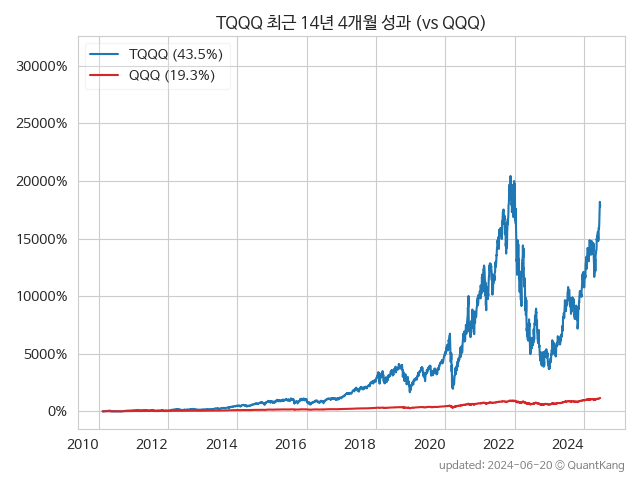 TQQQ 최근 14년 4개월 성과 (vs QQQ)
TQQQ (43.5%)
QQQ (19.3%)
30000%
25000%
20000%
15000%
10000%
5000%
0%
2010 2012 2014 2016 2018 2020 2022 2024
updated: 2024-06-20 © QuantKang